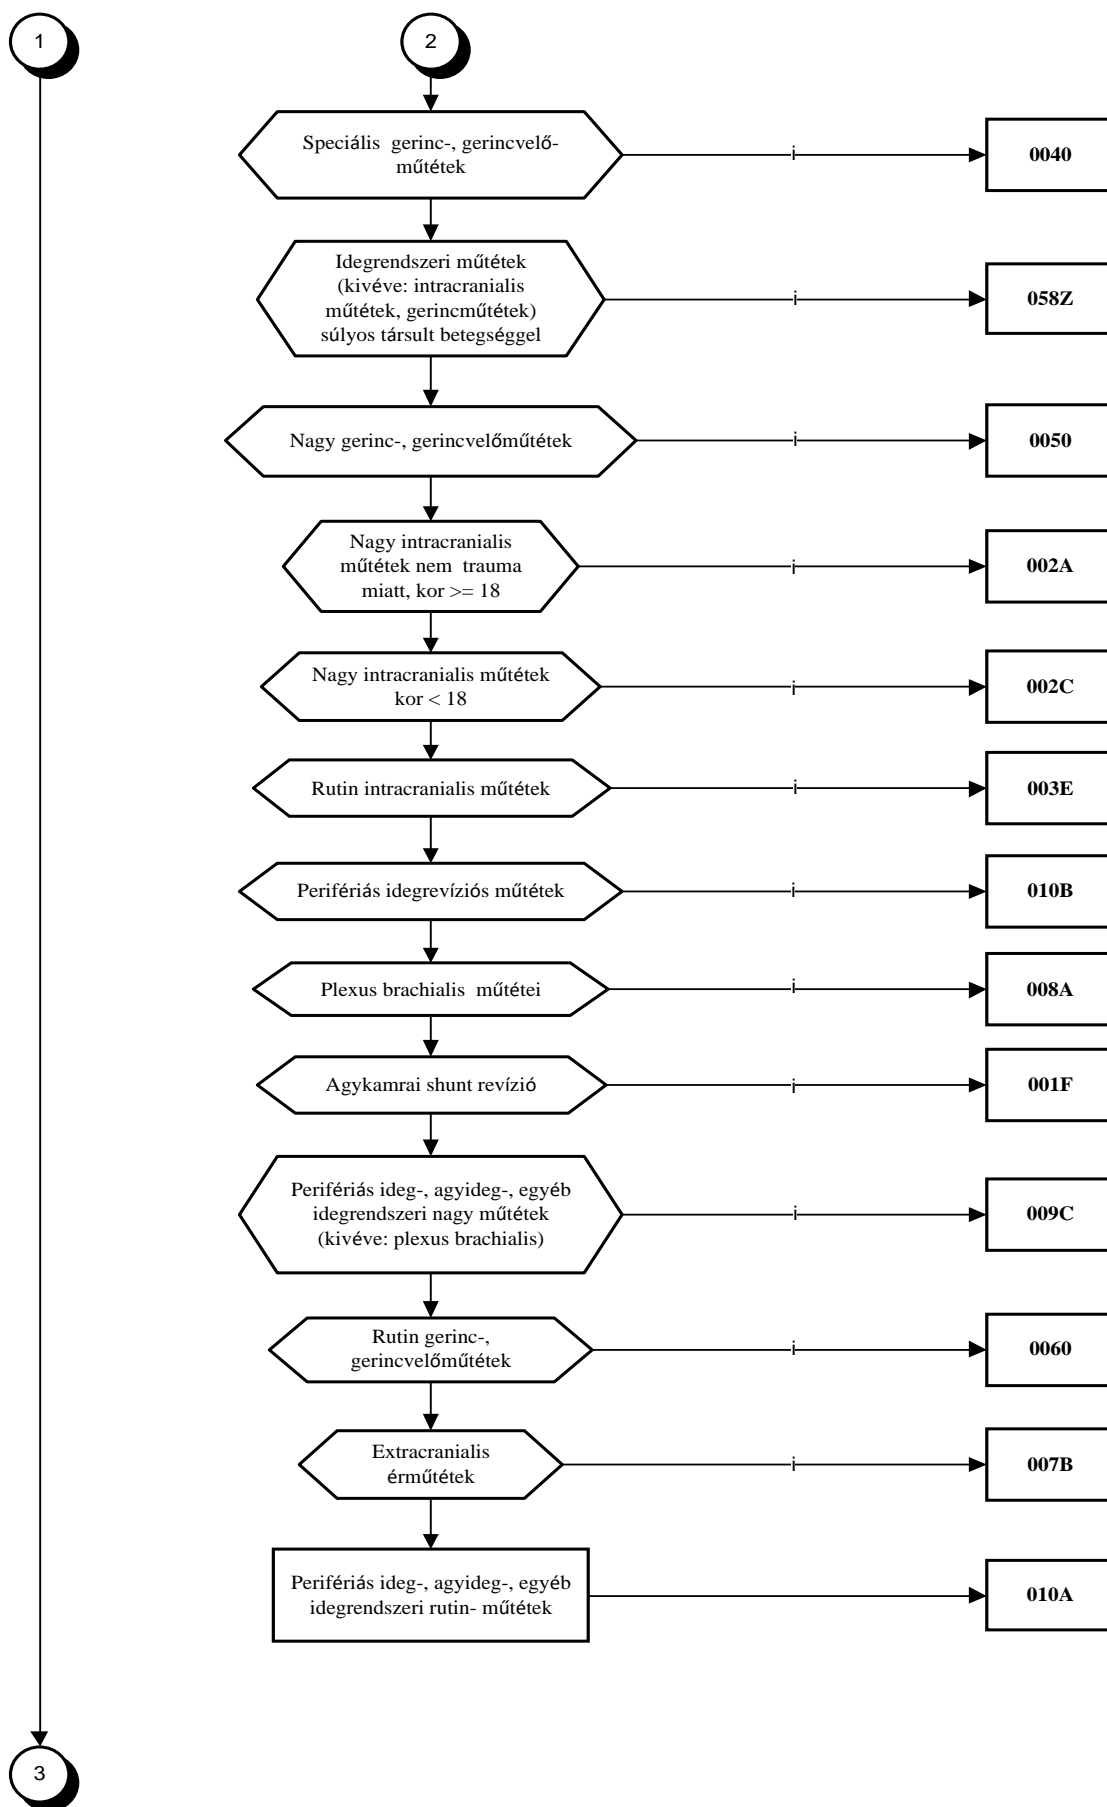 1
2
Speciális gerinc-, gerincvelő-
műtétek
i
0040
Idegrendszeri műtétek
(kivéve: intracranialis
műtétek, gerincműtétek)
súlyos társult betegséggel
i
058Z
Nagy gerinc-, gerincvelőműtétek
i
0050
Nagy intracranialis
műtétek nem trauma
miatt, kor >= 18
i
002A
Nagy intracranialis műtétek
kor < 18
i
002C
Rutin intracranialis műtétek
i
003E
Perifériás idegrevíziós műtétek
i
010B
Plexus brachialis műtétei
i
008A
Agykamrai shunt revízió
i
001F
Perifériás ideg-, agyideg-, egyéb
idegrendszeri nagy műtétek
(kivéve: plexus brachialis)
i
009C
Rutin gerinc-,
gerincvelőműtétek
i
0060
Extracranialis
érműtétek
i
007B
Perifériás ideg-, agyideg-, egyéb
idegrendszeri rutin- műtétek
010A
3